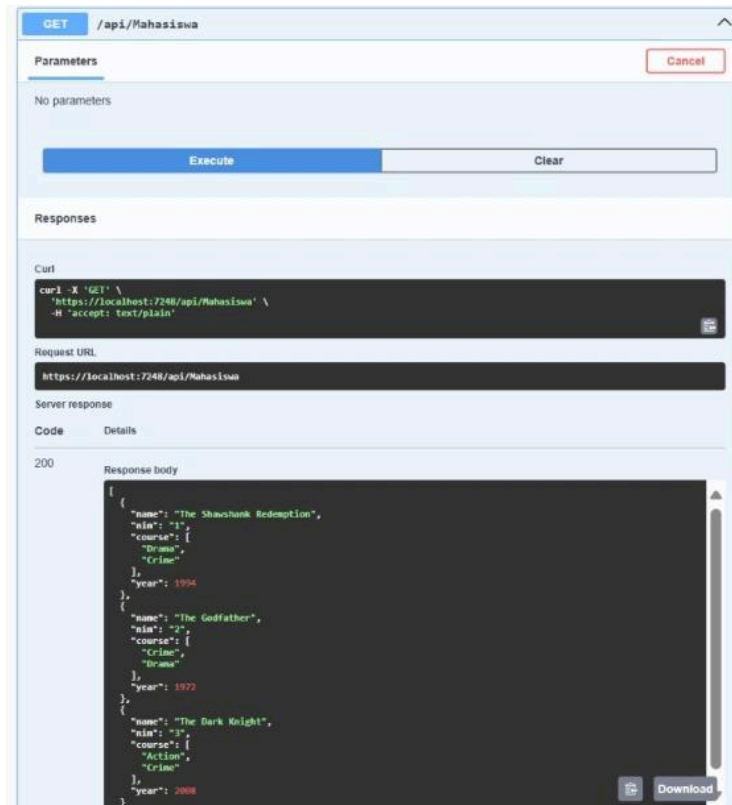 GET /api/Mahasiswa
Parameters
Cancel
No parameters
Execute
Clear
Responses
Curl
curl -X 'GET' \
'https://localhost:7248/api/Mahasiswa' \
-H 'accept: text/plain'
Request URL
https://localhost:7248/api/Mahasiswa
Server response
Code Details
200
Response body
[
{
"name": "The Shawshank Redemption",
"nim": "1",
"course": [
"Drama",
"Crime"
],
"year": 1994
},
{
"name": "The Godfather",
"nim": "2",
"course": [
"Crime",
"Drama"
],
"year": 1972
},
{
"name": "The Dark Knight",
"nim": "3",
"course": [
"Action",
"Crime"
],
"year": 2008
}
Download